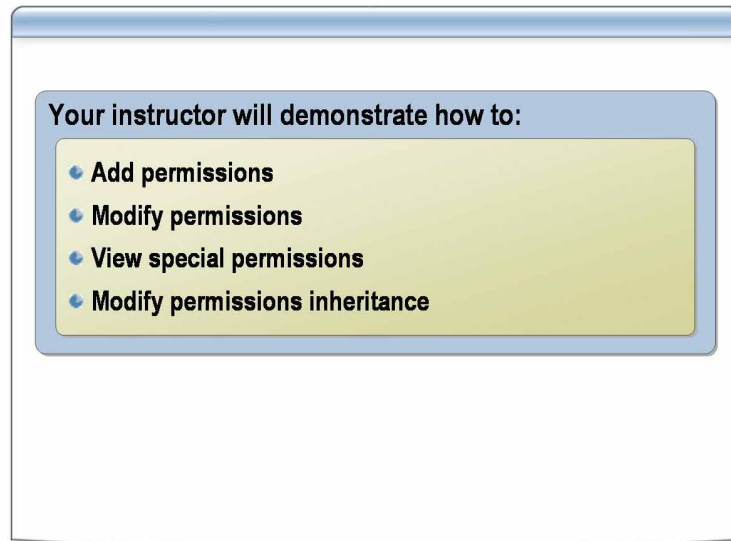 Your instructor will demonstrate how to:
Add permissions
Modify permissions
View special permissions
Modify permissions inheritance